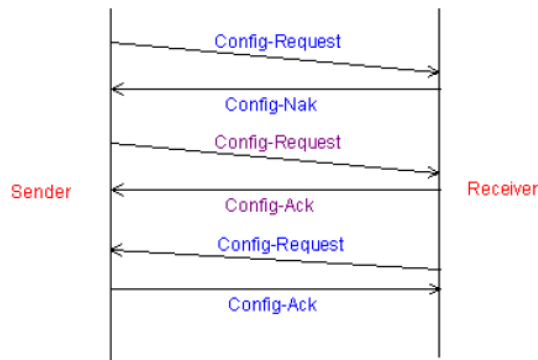 Config-Request
Config-Nak
Config-Request
Sender
Receiver
Config-Ack
Config-Request
Config-Ack